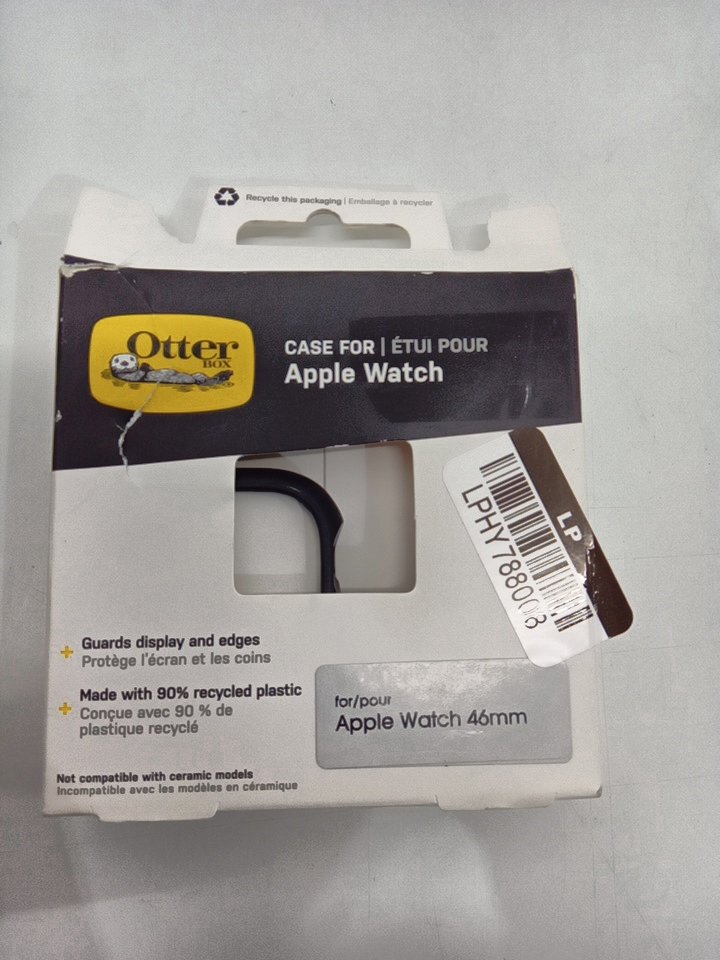 Recycle this packaging | Emballage à recycler
Otter
BOX
CASE FOR | ÉTUI POUR
Apple Watch
LP
Guards display and edges
Protège l'écran et les coins
Made with 90% recycled plastic
Conçue avec 90 % de
plastique recyclé
for/pour
Apple Watch 46mm
Not compatible with ceramic models
Incompatible avec les modèles en céramique